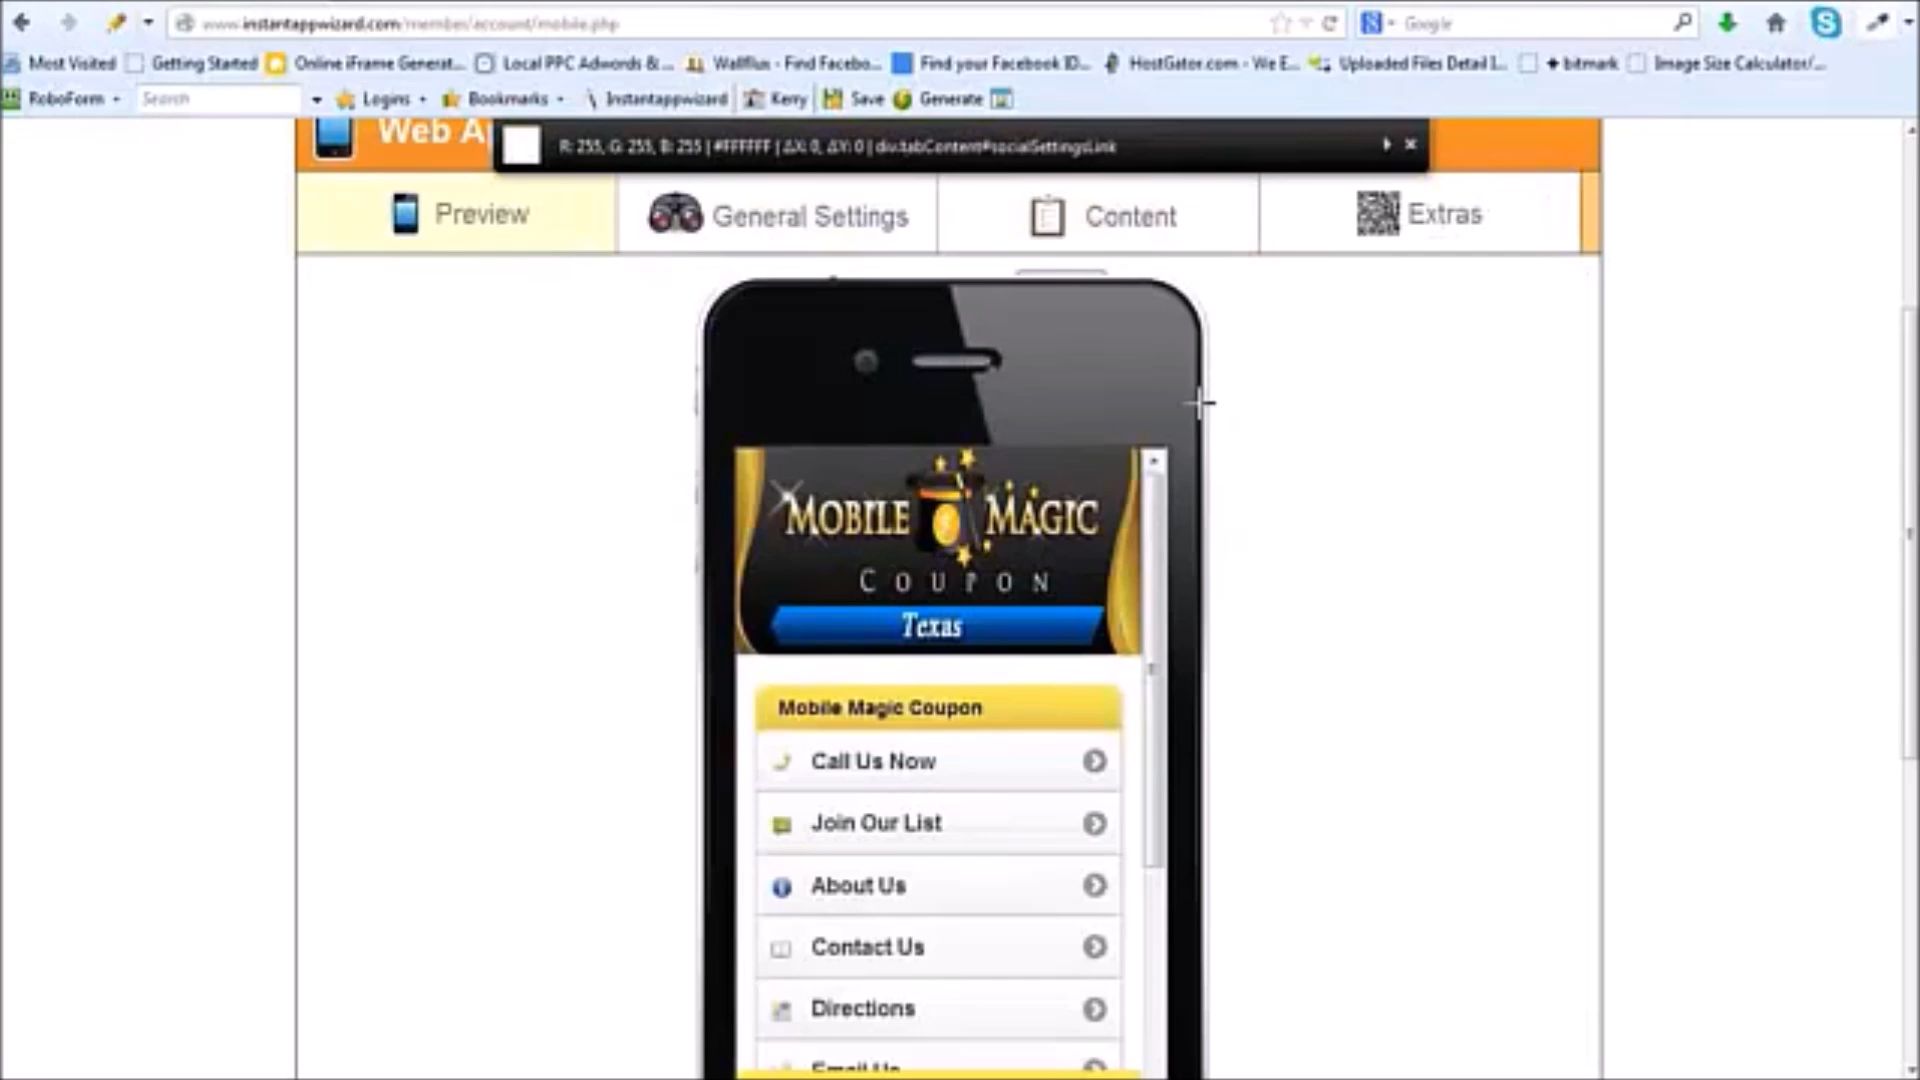 www.instantappwizard.com/member/account/mobile.php
Google
Most Visited Getting Started Online iFrame Generat... Local PPC Adwords & ... Wallflux - Find Facebo... Find your Facebook ID... HostGator.com - We E... Uploaded Files Detail I... + bitmark Image Size Calculator/...
RoboForm Search Logins Bookmarks Instantappwizard Kerry Save Generate
Web Ap
R: 255, G: 255, B: 255 | #FFFFFF | ΔX: 0, ΔY: 0 | div.tabContent#socialSettingsLink
Preview General Settings Content Extras
MOBILE MAGIC
COUPON
Texas
Mobile Magic Coupon
Call Us Now
Join Our List
About Us
Contact Us
Directions
Email Us